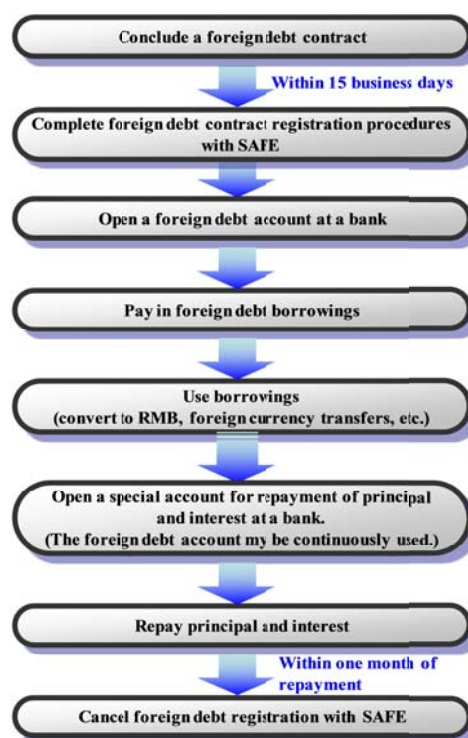 Conclude a foreign debt contract
Within 15 business days
Complete foreign debt contract registration procedures
with SAFE
Open a foreign debt account at a bank
Pay in foreign debt borrowings
Use borrowings
(convert to RMB, foreign currency transfers, etc.)
Open a special account for repayment of principal
and interest at a bank.
(The foreign debt account my be continuously used.)
Repay principal and interest
Within one month of
repayment
Cancel foreign debt registration with SAFE